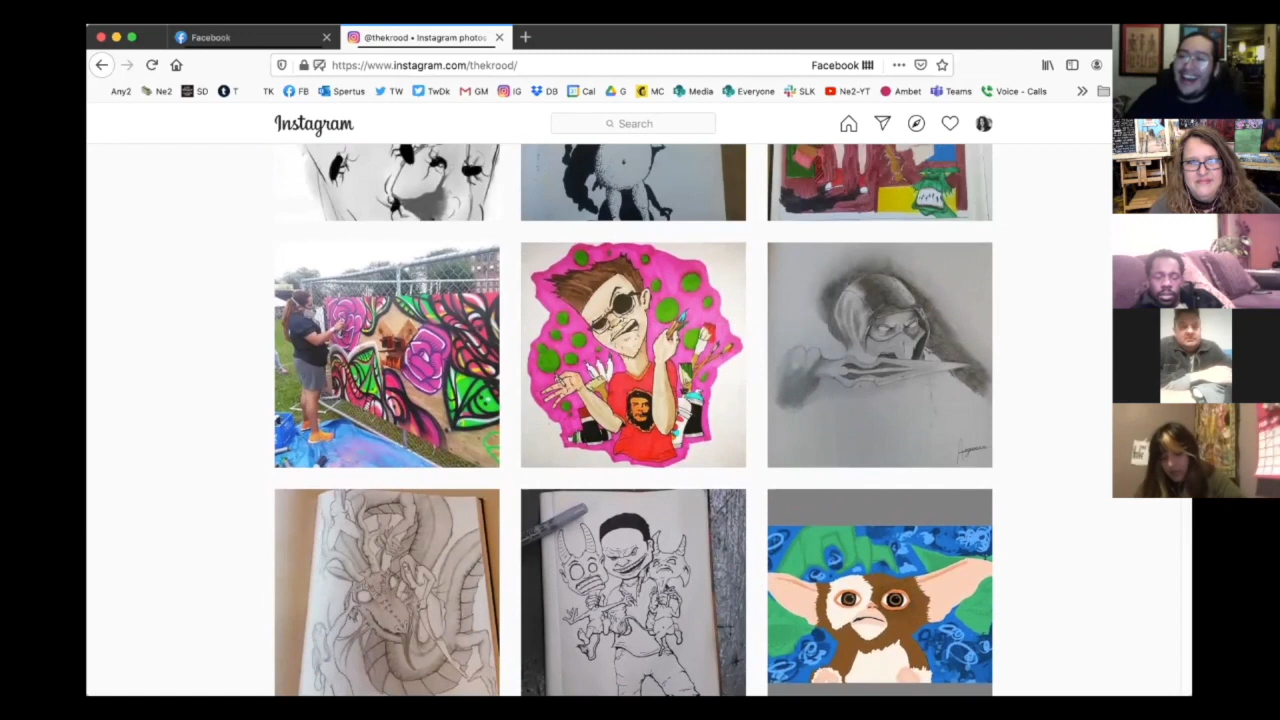 Facebook
@thekrood • Instagram photos
https://www.instagram.com/thekrood/
Facebook
Any2 Ne2 SD T TK FB Spertus TW TwDk GM IG DB Cal G MC Media Everyone SLK Ne2-YT Ambet Teams Voice - Calls
Instagram
Search